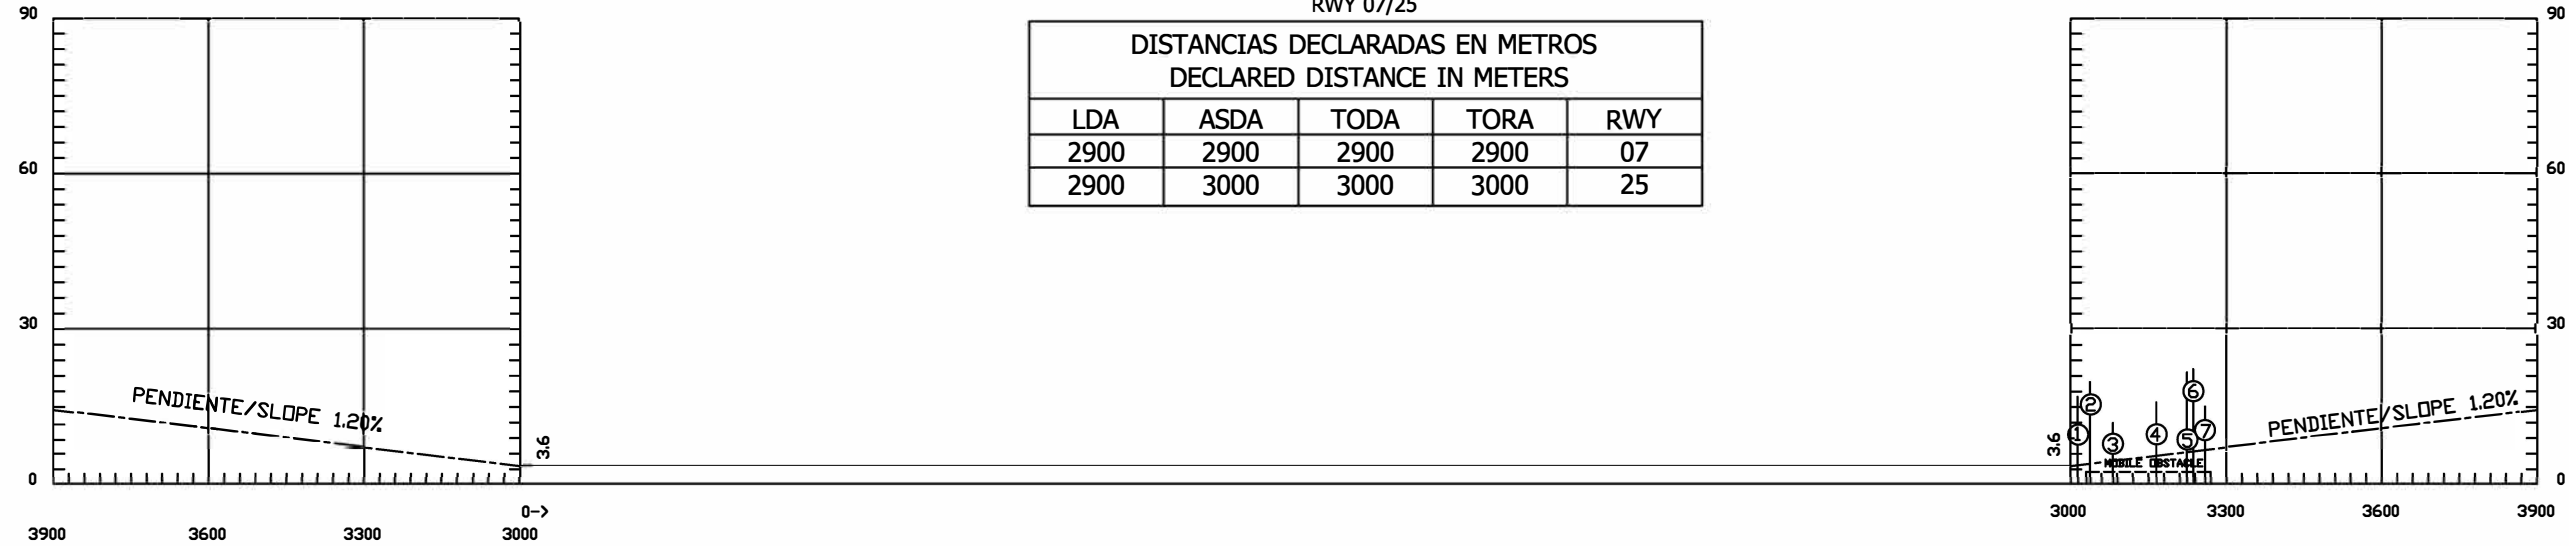 RWY 07/25
DISTANCIAS DECLARADAS EN METROS
DECLARED DISTANCE IN METERS
LDA ASDA TODA TORA RWY
2900 2900 2900 2900 07
2900 3000 3000 3000 25
90
60
30
0
PENDIENTE/SLOPE 1.20%
3.6
0->
3900 3600 3300 3000
90
60
30
0
3.6
1 2 3 4 5 6 7
MOBILE OBSTACLE
PENDIENTE/SLOPE 1.20%
3000 3300 3600 3900